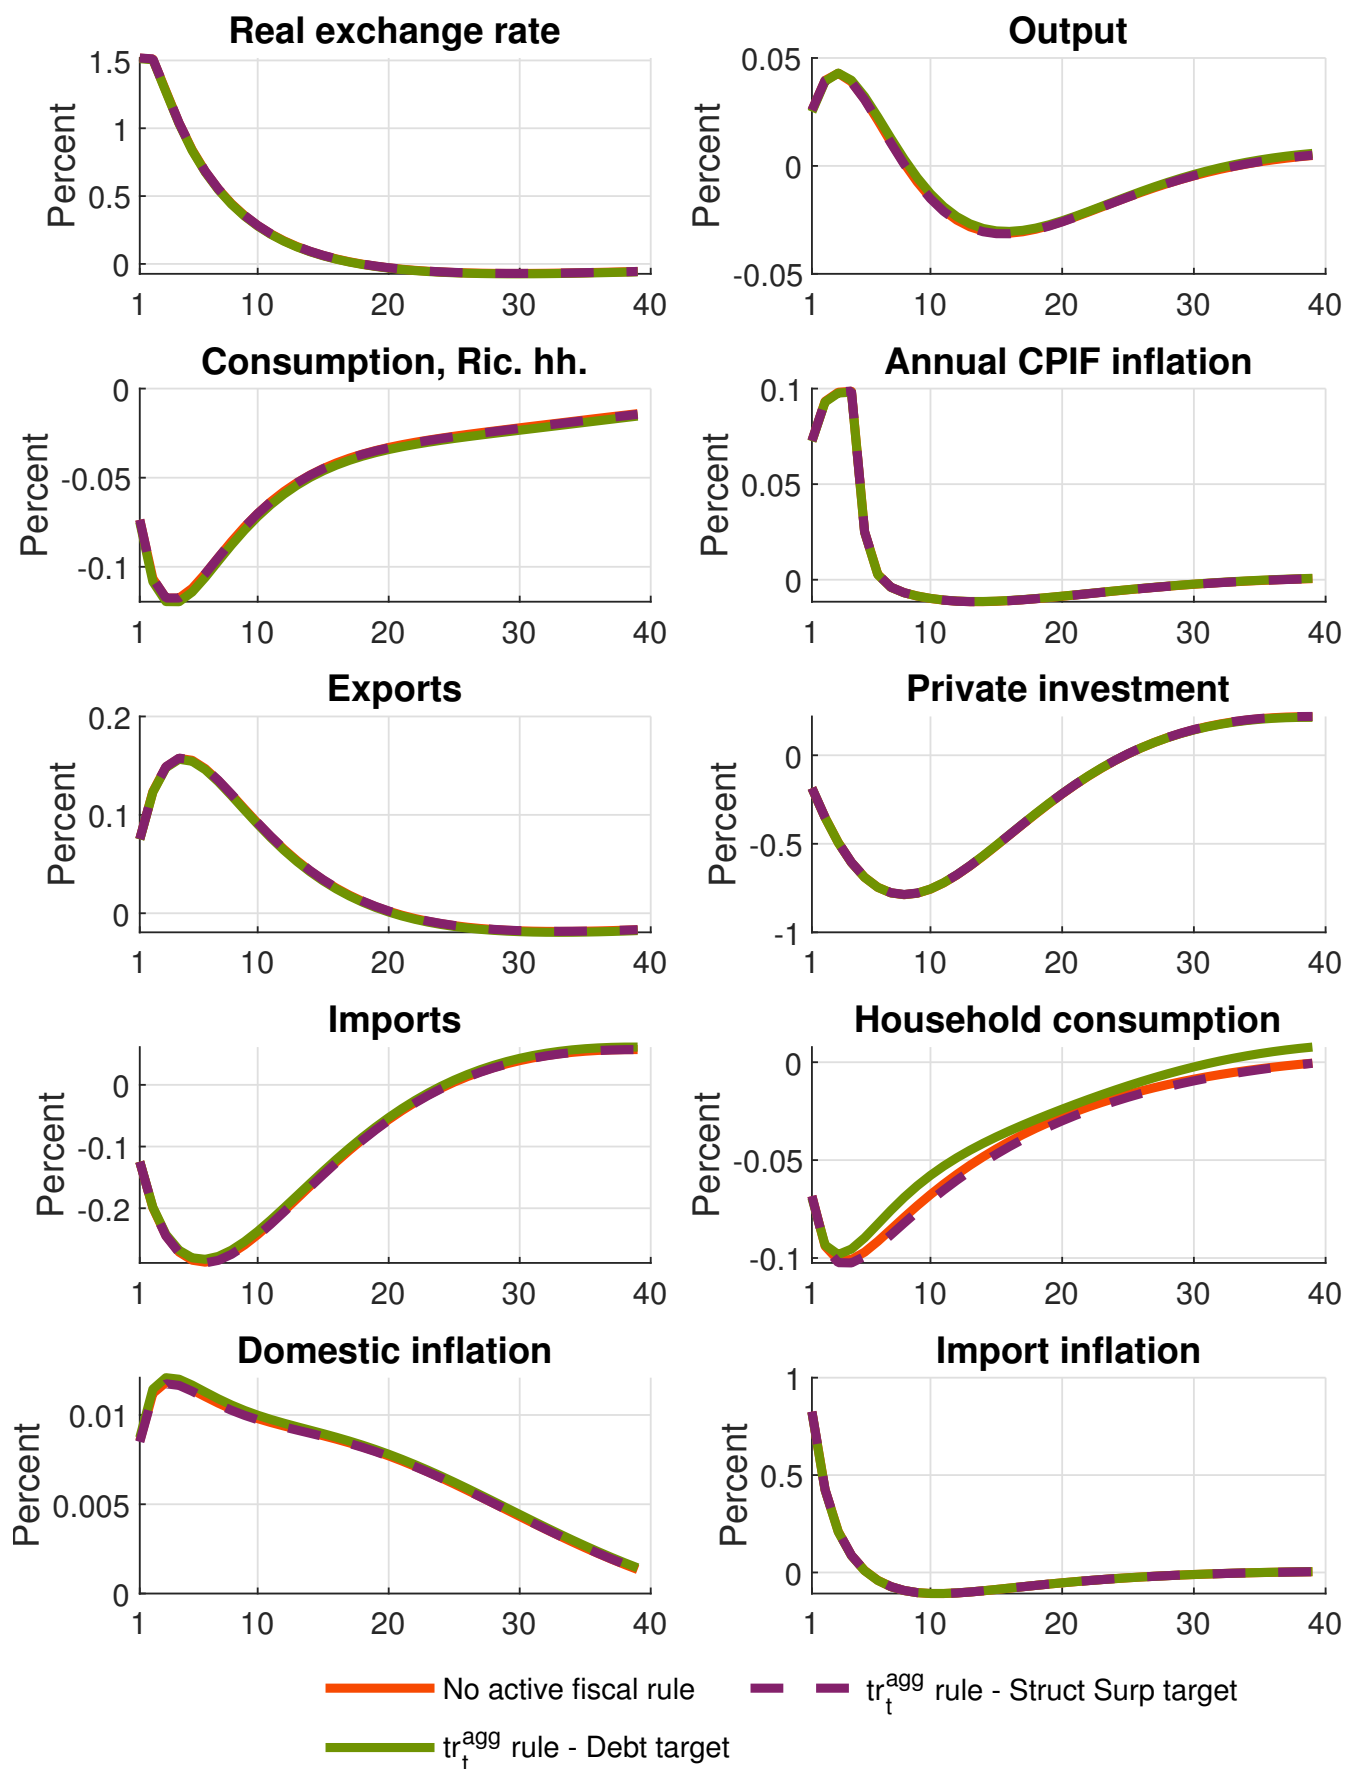 Real exchange rate
Percent
1.5
1
0.5
0
1 10 20 30 40
Output
Percent
0.05
0
-0.05
1 10 20 30 40
Consumption, Ric. hh.
Percent
0
-0.05
-0.1
1 10 20 30 40
Annual CPIF inflation
Percent
0.1
0.05
0
1 10 20 30 40
Exports
Percent
0.2
0.1
0
1 10 20 30 40
Private investment
Percent
0
-0.5
-1
1 10 20 30 40
Imports
Percent
0
-0.1
-0.2
1 10 20 30 40
Household consumption
Percent
0
-0.05
-0.1
1 10 20 30 40
Domestic inflation
Percent
0.01
0.005
0
1 10 20 30 40
Import inflation
Percent
1
0.5
0
1 10 20 30 40
No active fiscal rule
tr_t^agg rule - Struct Surp target
tr_t^agg rule - Debt target